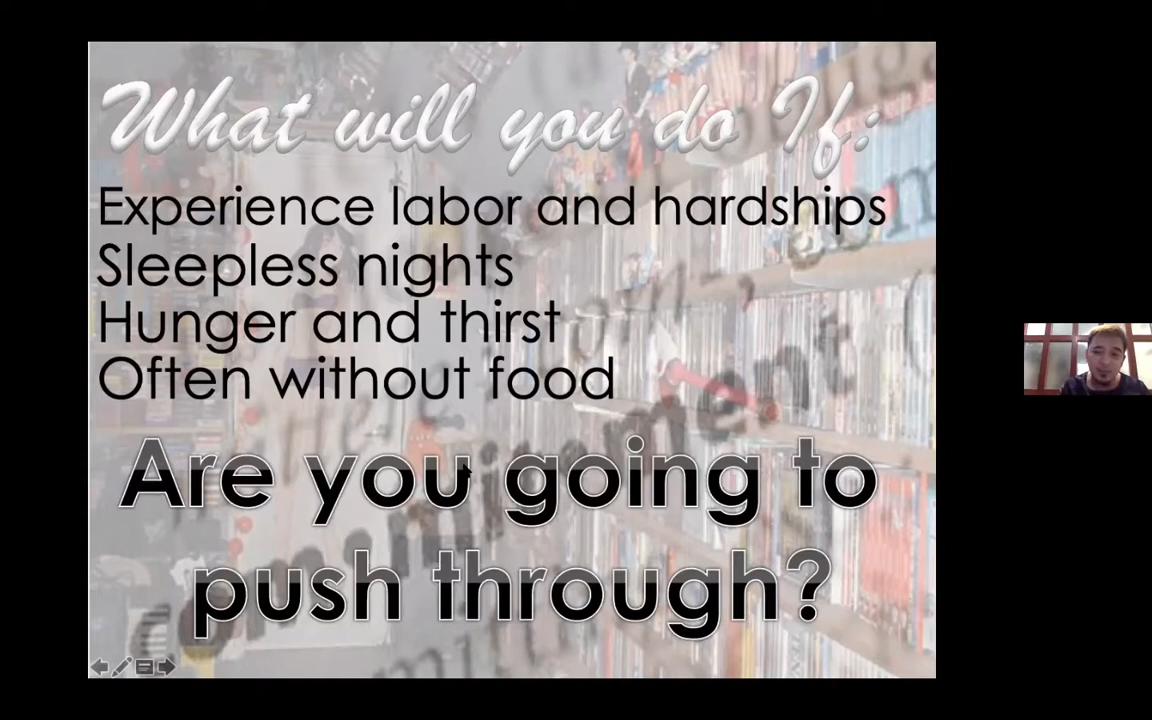 What will you do If:
Experience labor and hardships
Sleepless nights
Hunger and thirst
Often without food
Are you going to
push through?